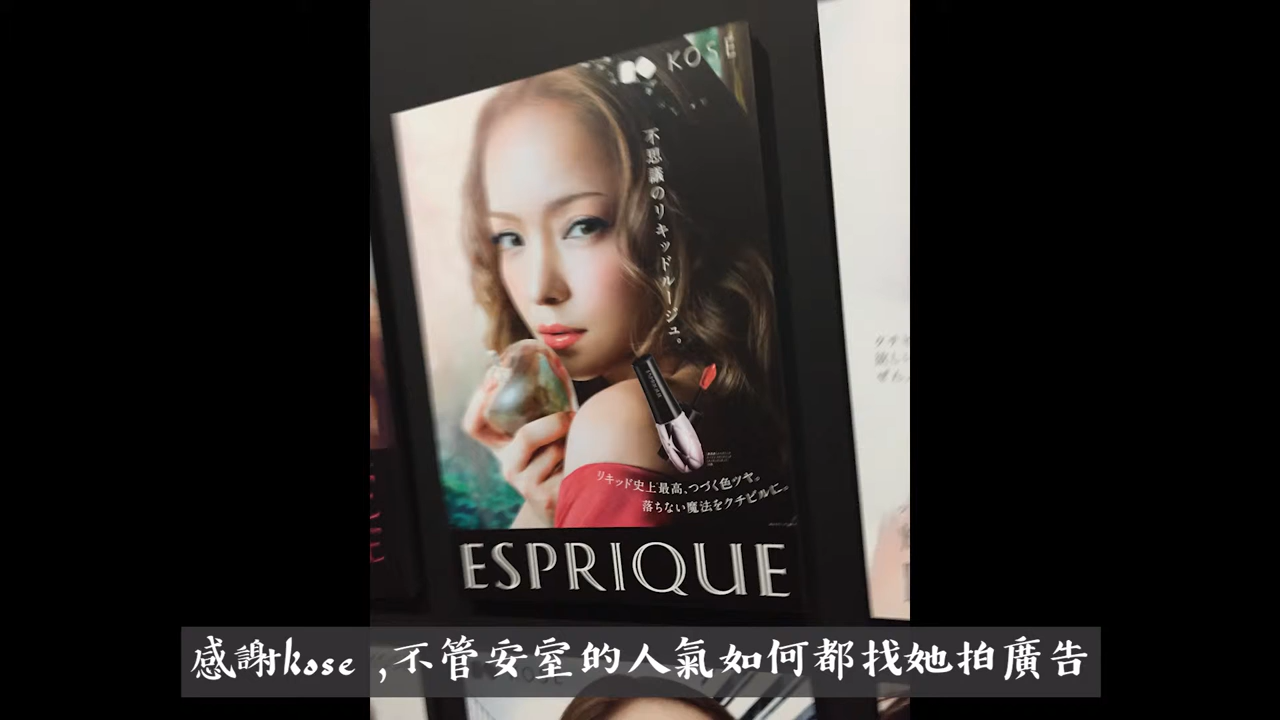 KOSÉ
不思議のリキッドルージュ。
リキッド史上最高、つづく色ツヤ。
落ちない魔法をクチビルに。
ESPRIQUE
感謝kose ,不管安室的人氣如何都找她拍廣告